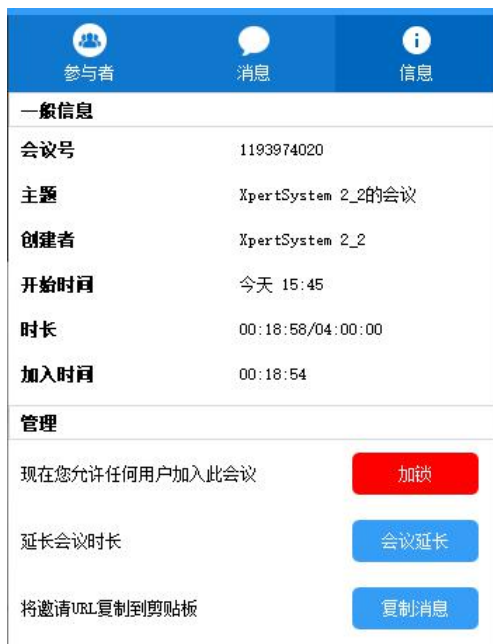 参与者 消息 信息
一般信息
会议号 1193974020
主题 XpertSystem 2_2的会议
创建者 XpertSystem 2_2
开始时间 今天 15:45
时长 00:18:58/04:00:00
加入时间 00:18:54
管理
现在您允许任何用户加入此会议 加锁
延长会议时长 会议延长
将邀请URL复制到剪贴板 复制消息